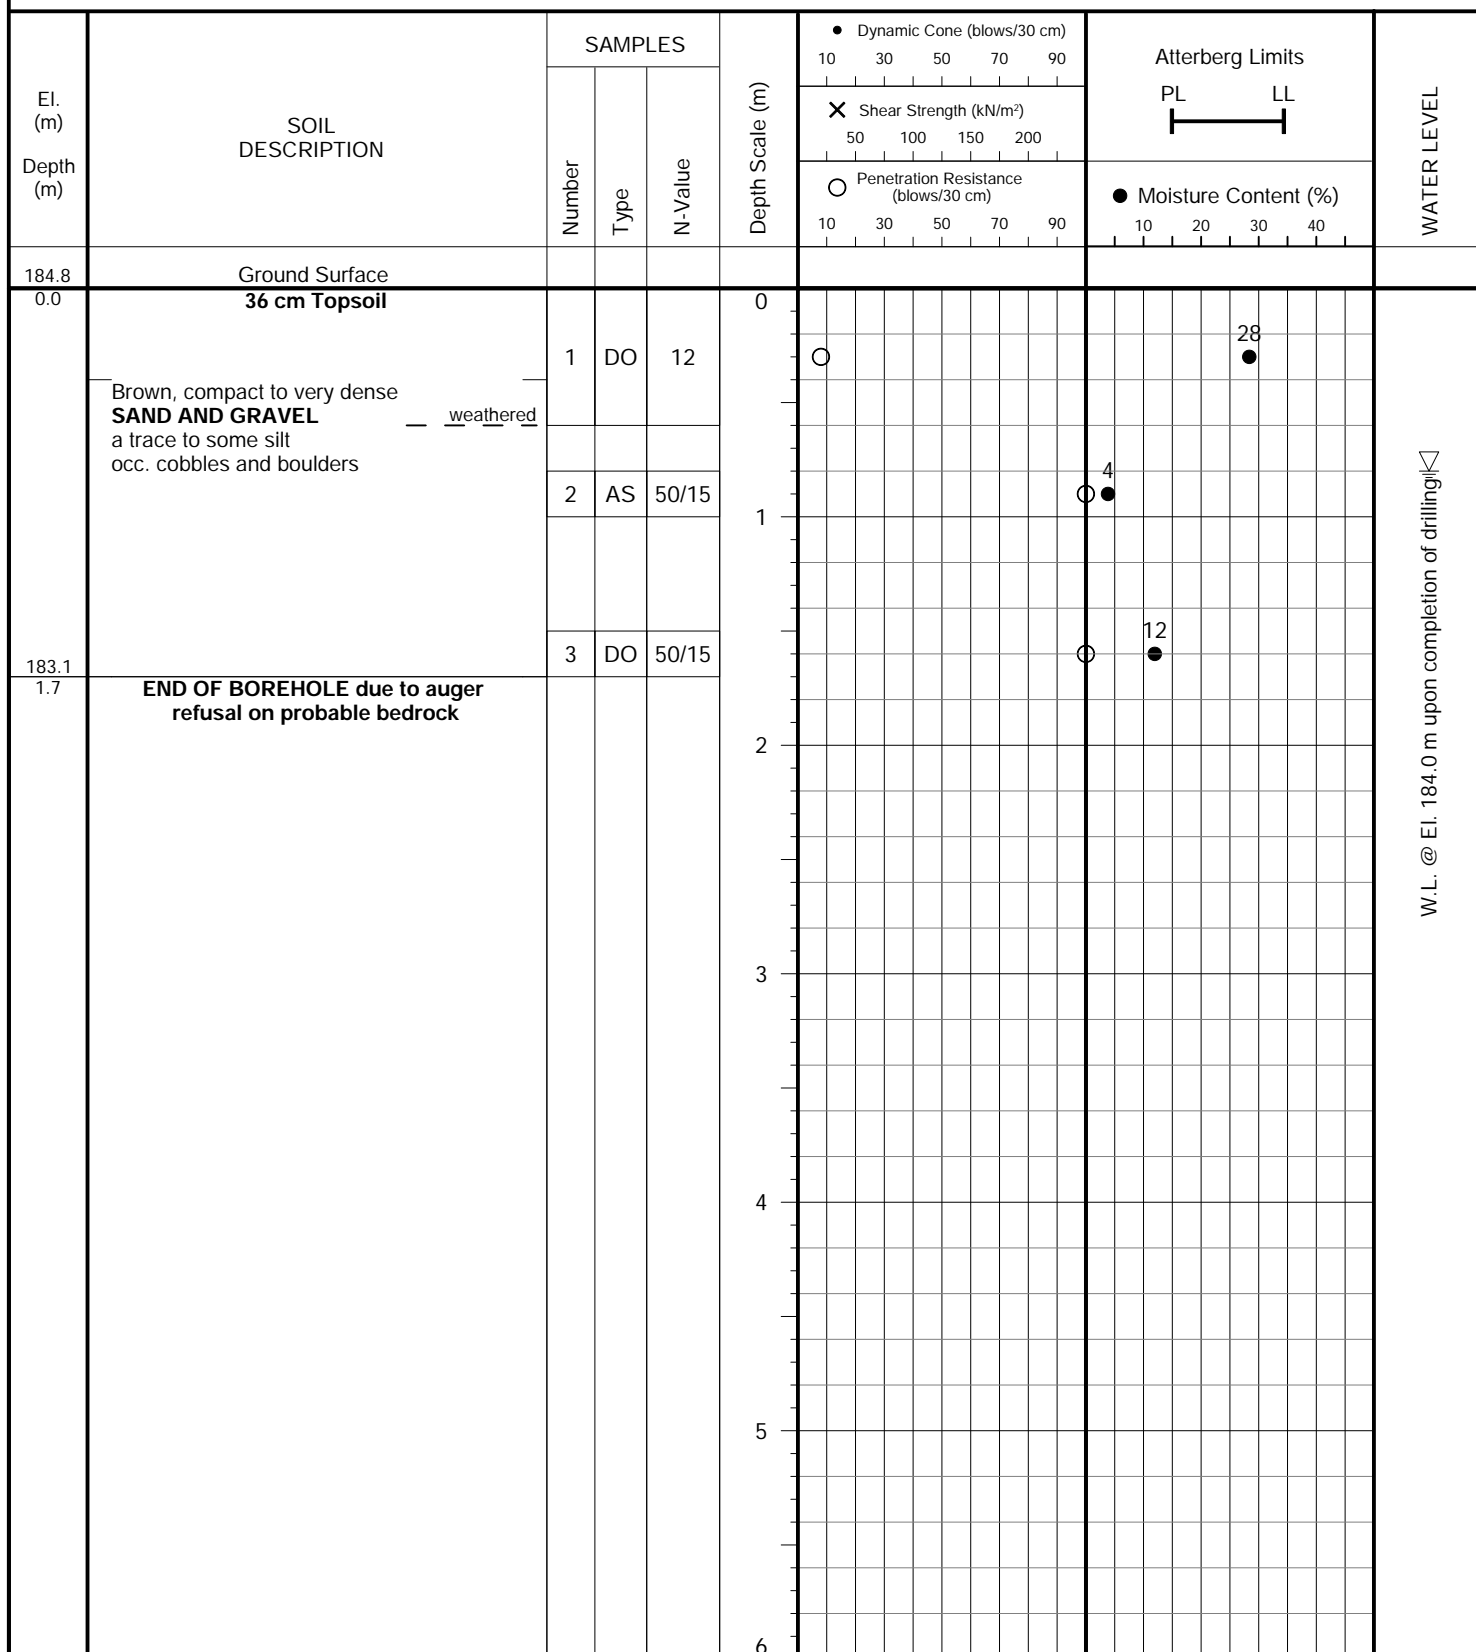 El.
(m)
Depth
(m)
SOIL
DESCRIPTION
SAMPLES
Number
Type
N-Value
Depth Scale (m)
Dynamic Cone (blows/30 cm)
10 30 50 70 90
Shear Strength (kN/m²)
50 100 150 200
Penetration Resistance
(blows/30 cm)
10 30 50 70 90
Atterberg Limits
PL LL
Moisture Content (%)
10 20 30 40
WATER LEVEL
184.8 Ground Surface
0.0 36 cm Topsoil 0
28
1 DO 12
Brown, compact to very dense
SAND AND GRAVEL weathered
a trace to some silt
occ. cobbles and boulders
4
2 AS 50/15
1
12
3 DO 50/15
183.1
1.7 END OF BOREHOLE due to auger
refusal on probable bedrock
2
3
4
5
6
W.L. @ El. 184.0 m upon completion of drilling